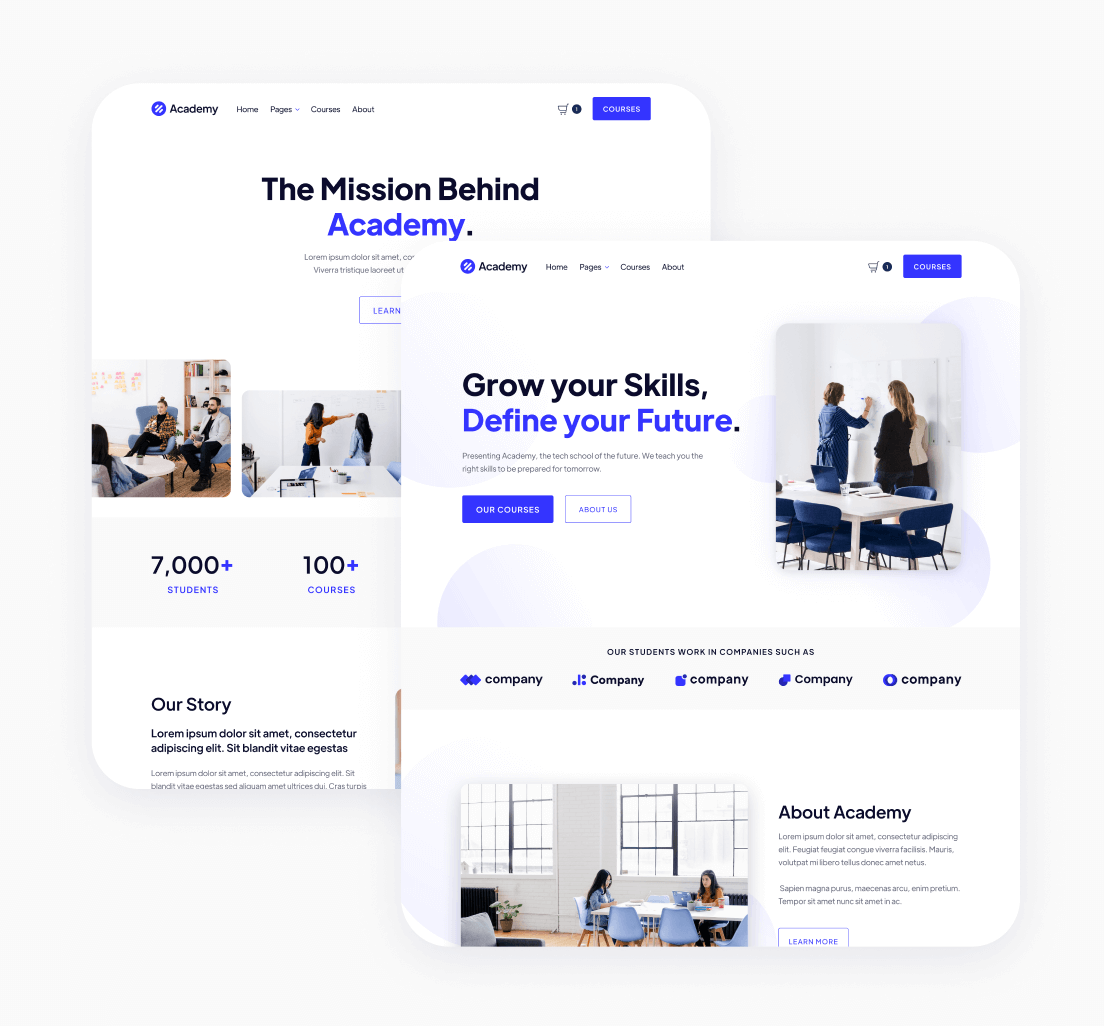 Academy Home Pages Courses About 1 COURSES
The Mission Behind
Academy.
Lorem ipsum dolor sit amet,
Viverra tristique laoreet ut
LEARN
7,000+
STUDENTS
100+
COURSES
Our Story
Lorem ipsum dolor sit amet, consectetur
adipiscing elit. Sit blandit vitae egestas
Lorem ipsum dolor sit amet, consectetur adipiscing elit. Sit
blandit vitae egestas sed aliquam amet ultrices dui. Cras turpis
Academy Home Pages Courses About 1 COURSES
Grow your Skills,
Define your Future.
Presenting Academy, the tech school of the future. We teach you the
right skills to be prepared for tomorrow.
OUR COURSES
ABOUT US
OUR STUDENTS WORK IN COMPANIES SUCH AS
company Company company Company company
About Academy
Lorem ipsum dolor sit amet, consectetur adipiscing
elit. Feugiat feugiat congue viverra facilisis. Mauris,
volutpat mi libero tellus donec amet netus.
Sapien magna purus, maecenas arcu, enim pretium.
Tempor sit amet nunc sit amet in ac.
LEARN MORE